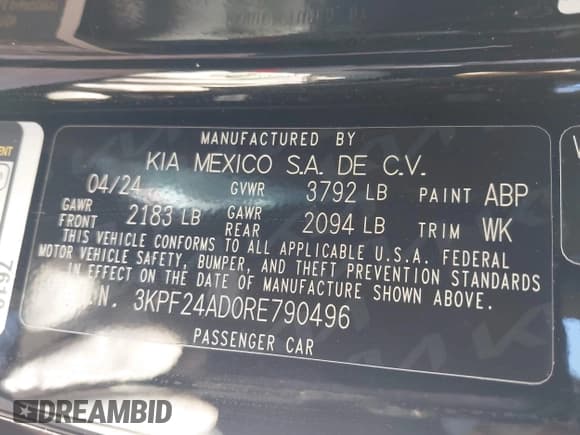 MANUFACTURED BY
KIA MEXICO S.A. DE C.V.
04/24 GVWR 3792 LB PAINT ABP
GAWR FRONT 2183 LB GAWR REAR 2094 LB TRIM WK
THIS VEHICLE CONFORMS TO ALL APPLICABLE U.S.A. FEDERAL
MOTOR VEHICLE SAFETY, BUMPER, AND THEFT PREVENTION STANDARDS
IN EFFECT ON THE DATE OF MANUFACTURE SHOWN ABOVE.
3KPF24AD0RE790496
PASSENGER CAR
DREAMBID